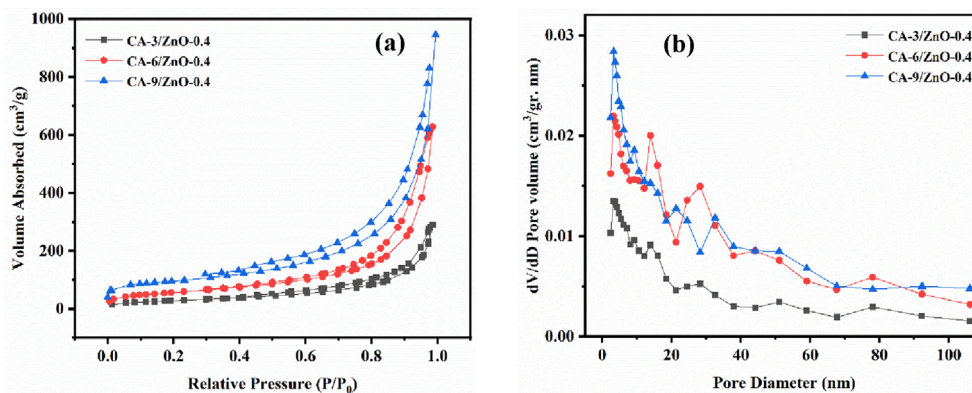 1000
800
600
400
200
0
Volume Absorbed (cm³/g)
CA-3/ZnO-0.4
CA-6/ZnO-0.4
CA-9/ZnO-0.4
(a)
0.0 0.2 0.4 0.6 0.8 1.0
Relative Pressure (P/P₀)
0.03
0.02
0.01
0.00
dV/dD Pore volume (cm³/gr. nm)
(b)
CA-3/ZnO-0.4
CA-6/ZnO-0.4
CA-9/ZnO-0.4
0 20 40 60 80 100
Pore Diameter (nm)